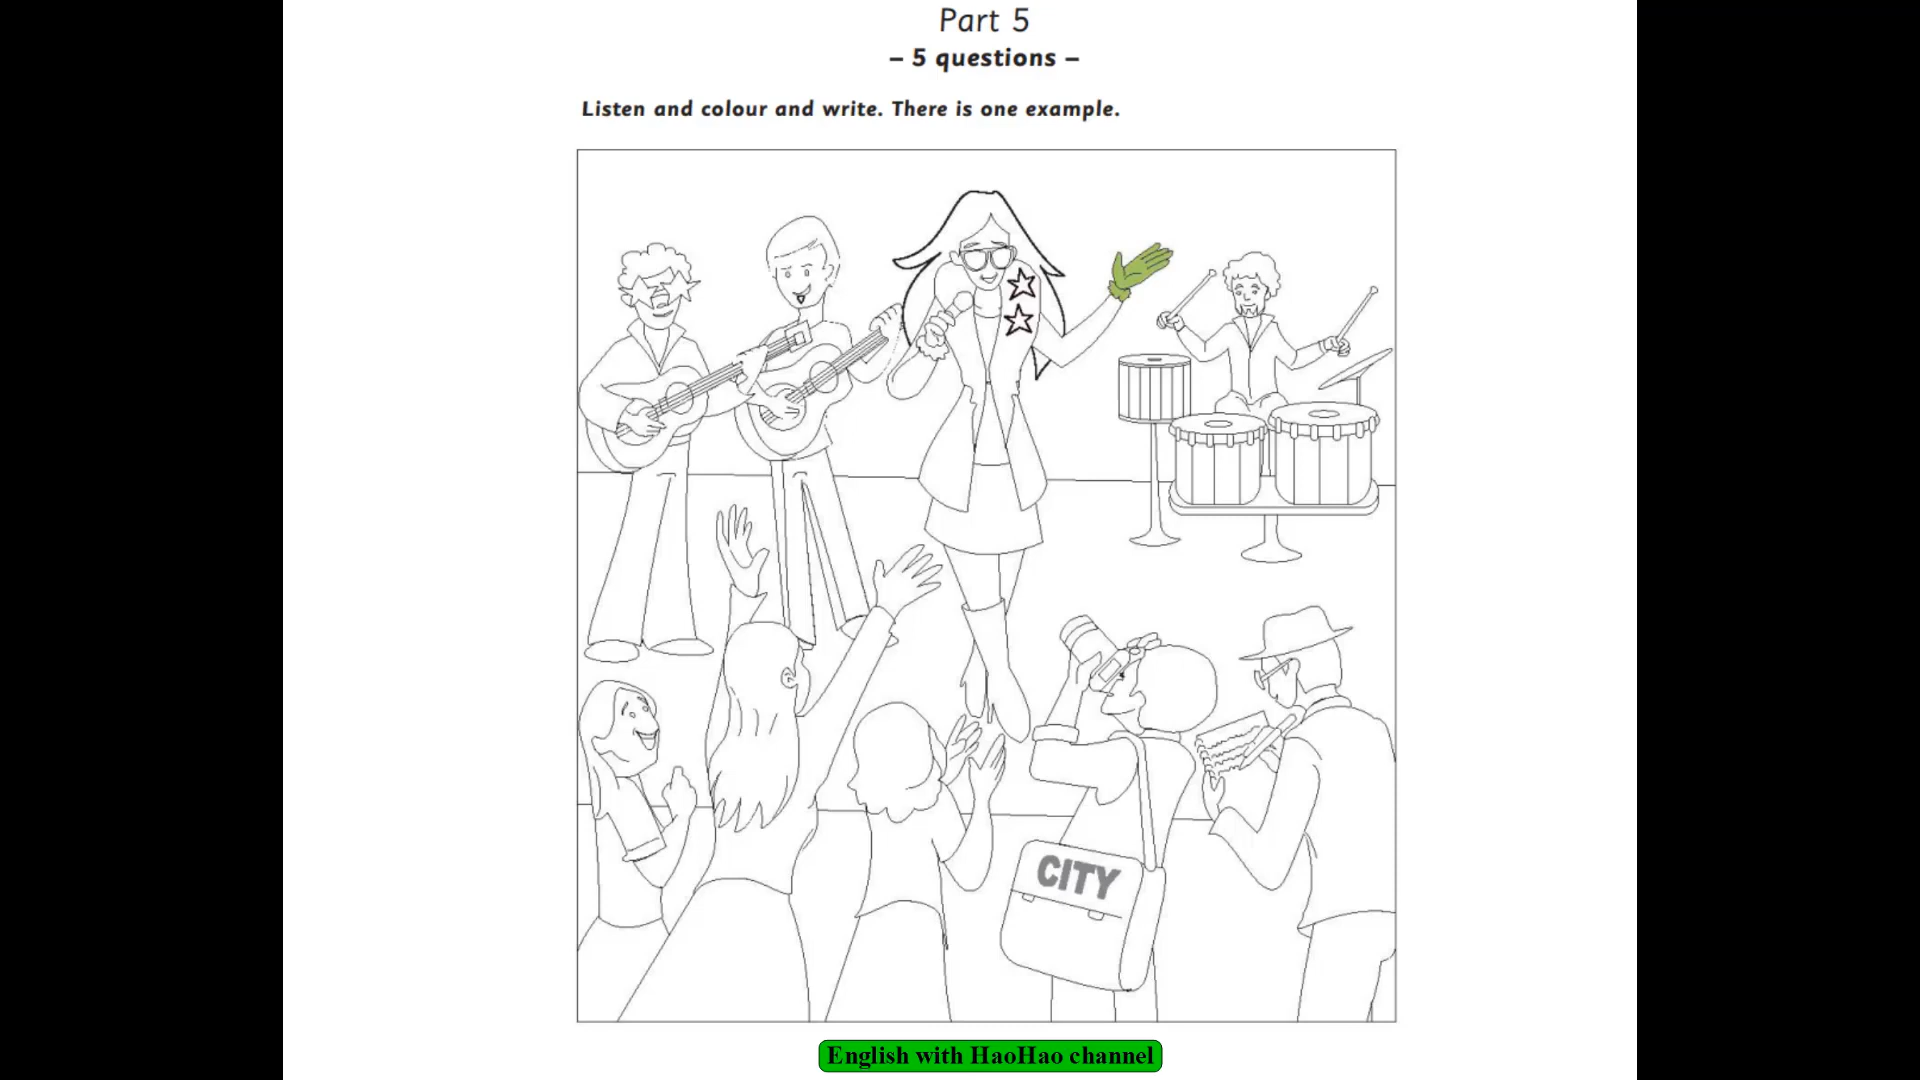 Part 5
– 5 questions –
Listen and colour and write. There is one example.
CITY
English with HaoHao channel